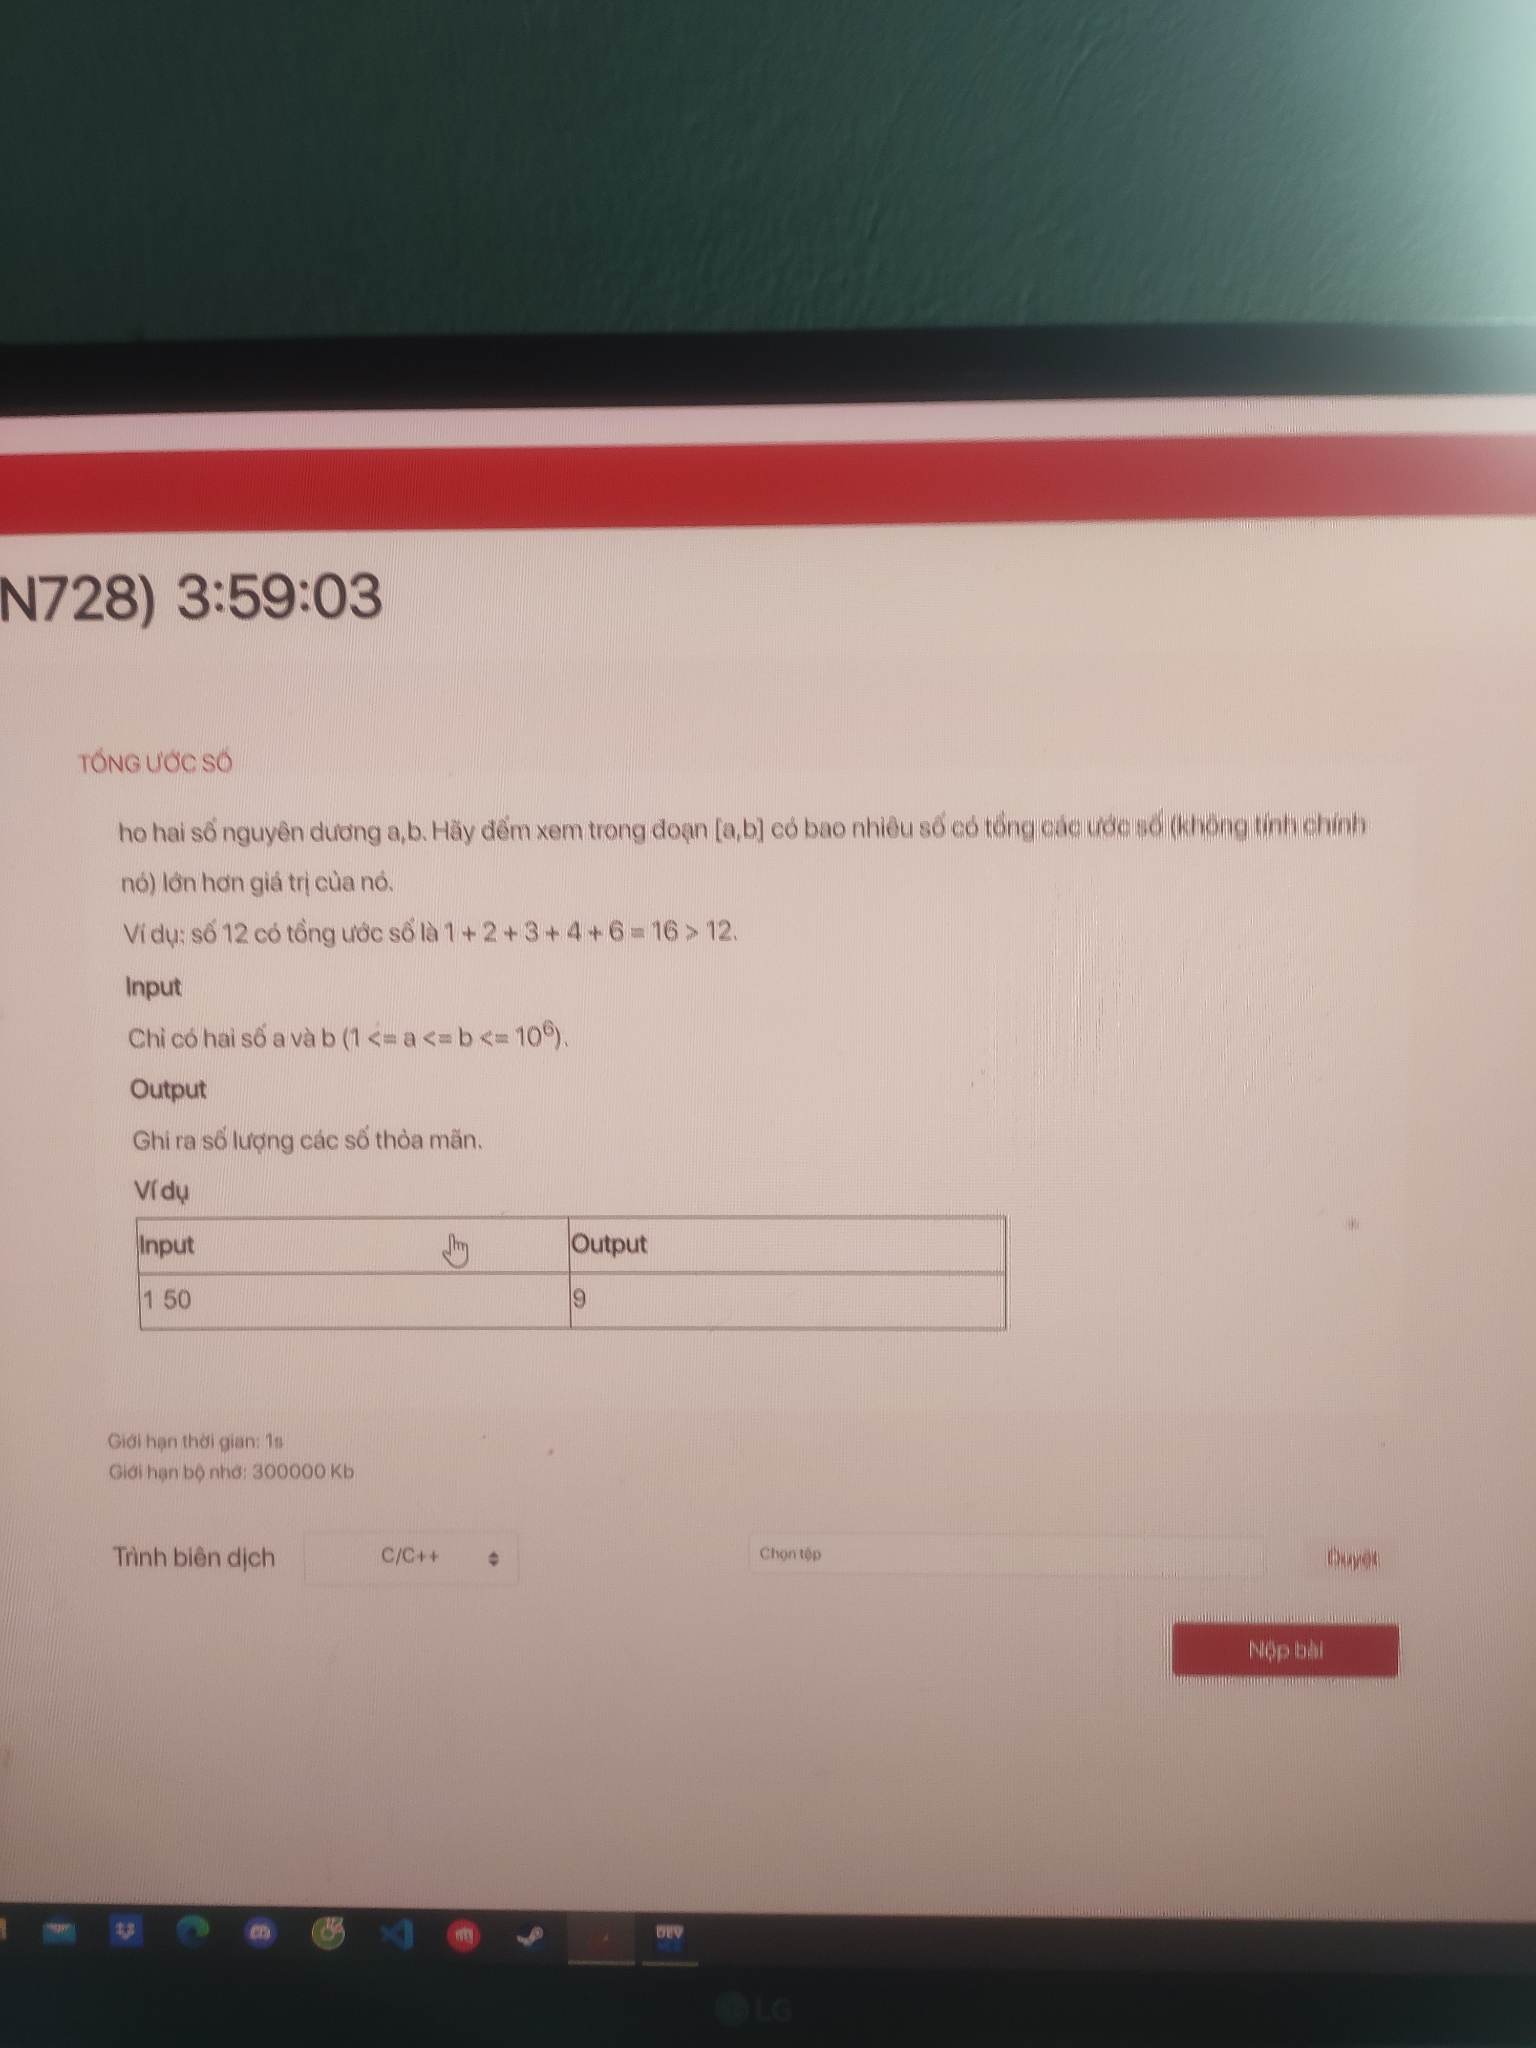 N728) 3:59:03
TỔNG ƯỚC SỐ
ho hai số nguyên dương a,b. Hãy đếm xem trong đoạn [a,b] có bao nhiêu số có tổng các ước số (không tính chính
nó) lớn hơn giá trị của nó.
Ví dụ: số 12 có tổng ước số là 1 + 2 + 3 + 4 + 6 = 16 > 12.
Input
Chỉ có hai số a và b (1 <= a <= b <= 10⁶).
Output
Ghi ra số lượng các số thỏa mãn.
Ví dụ
Input Output
1 50 9
Giới hạn thời gian: 1s
Giới hạn bộ nhớ: 300000 Kb
Trình biên dịch C/C++ Chọn tệp Duyệt
Nộp bài
DEV
LG